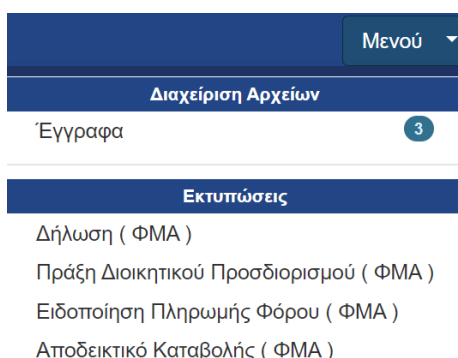 Μενού
Διαχείριση Αρχείων
Έγγραφα 3
Εκτυπώσεις
Δήλωση ( ΦΜΑ )
Πράξη Διοικητικού Προσδιορισμού ( ΦΜΑ )
Ειδοποίηση Πληρωμής Φόρου ( ΦΜΑ )
Αποδεικτικό Καταβολής ( ΦΜΑ )